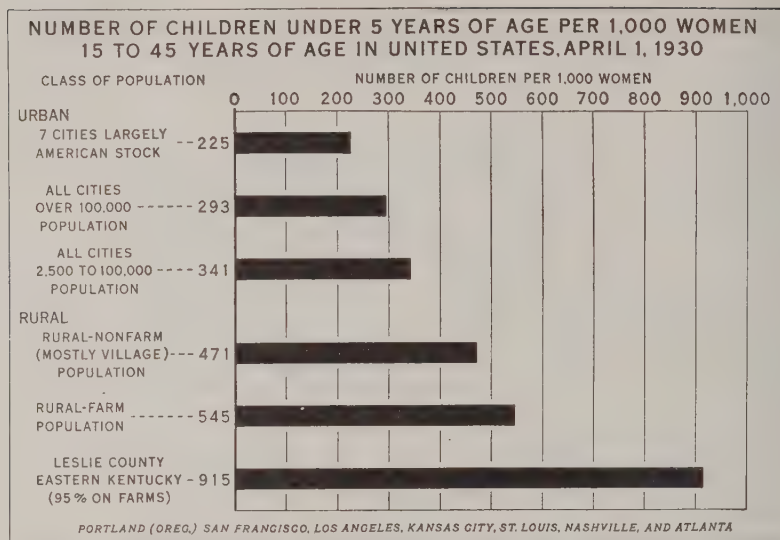 NUMBER OF CHILDREN UNDER 5 YEARS OF AGE PER 1,000 WOMEN
15 TO 45 YEARS OF AGE IN UNITED STATES, APRIL 1, 1930
CLASS OF POPULATION
NUMBER OF CHILDREN PER 1,000 WOMEN
0 100 200 300 400 500 600 700 800 900 1,000
URBAN
7 CITIES LARGELY
AMERICAN STOCK --225
ALL CITIES
OVER 100,000 ------ 293
POPULATION
ALL CITIES
2,500 TO 100,000 ---- 341
POPULATION
RURAL
RURAL-NONFARM
(MOSTLY VILLAGE)--- 471
POPULATION
RURAL-FARM
POPULATION ------- 545
LESLIE COUNTY
EASTERN KENTUCKY - 915
(95% ON FARMS)
PORTLAND (OREG.) SAN FRANCISCO, LOS ANGELES, KANSAS CITY, ST. LOUIS, NASHVILLE, AND ATLANTA